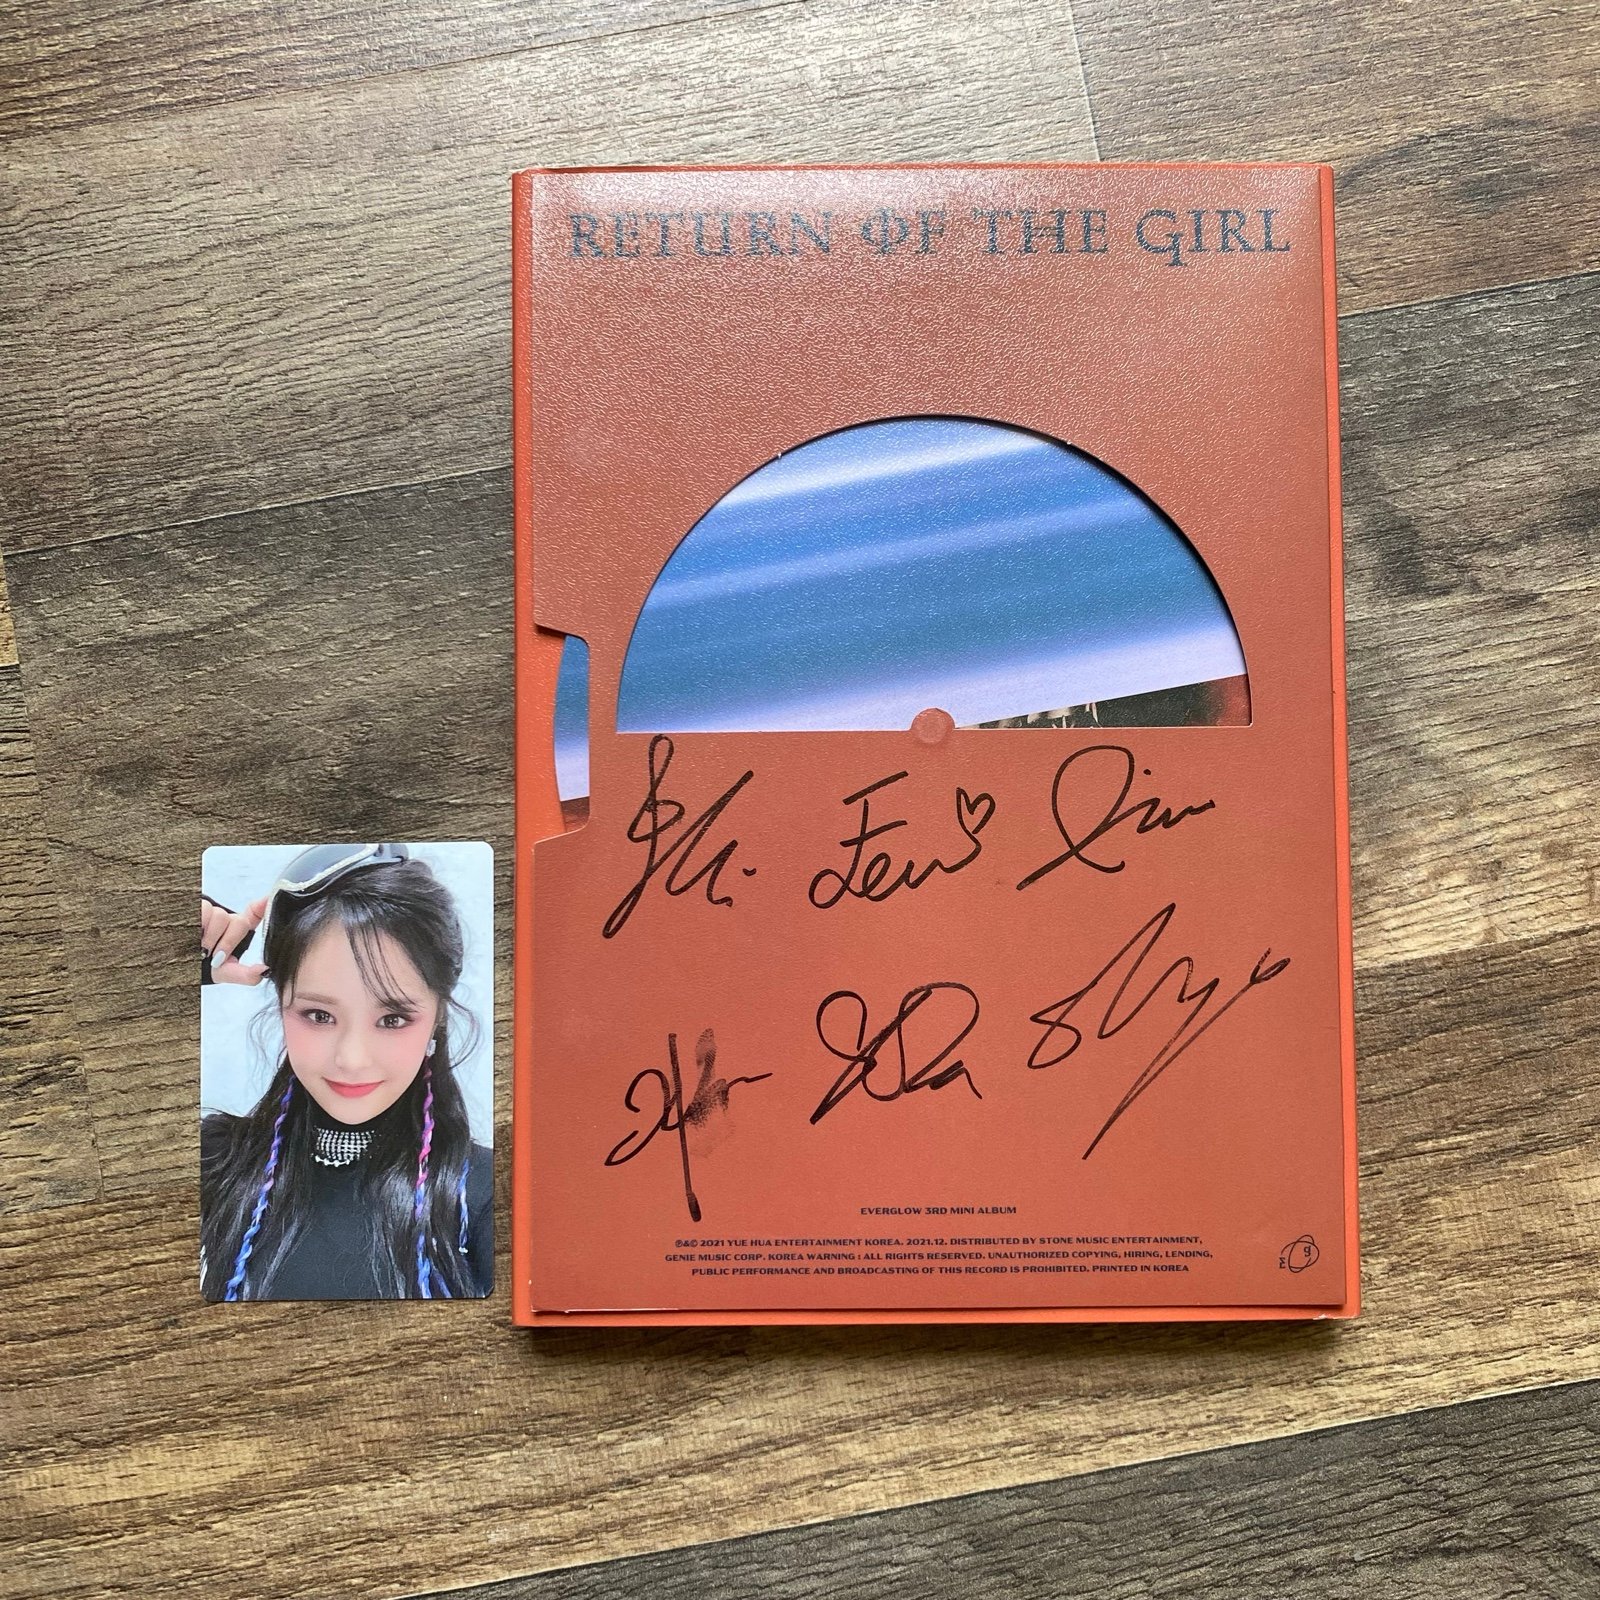 RETURN ΦF THE GIRL
EVERGLOW 3RD MINI ALBUM
℗&© 2021 YUE HUA ENTERTAINMENT KOREA. 2021.12. DISTRIBUTED BY STONE MUSIC ENTERTAINMENT,
GENIE MUSIC CORP. KOREA WARNING : ALL RIGHTS RESERVED. UNAUTHORIZED COPYING, HIRING, LENDING,
PUBLIC PERFORMANCE AND BROADCASTING OF THIS RECORD IS PROHIBITED. PRINTED IN KOREA